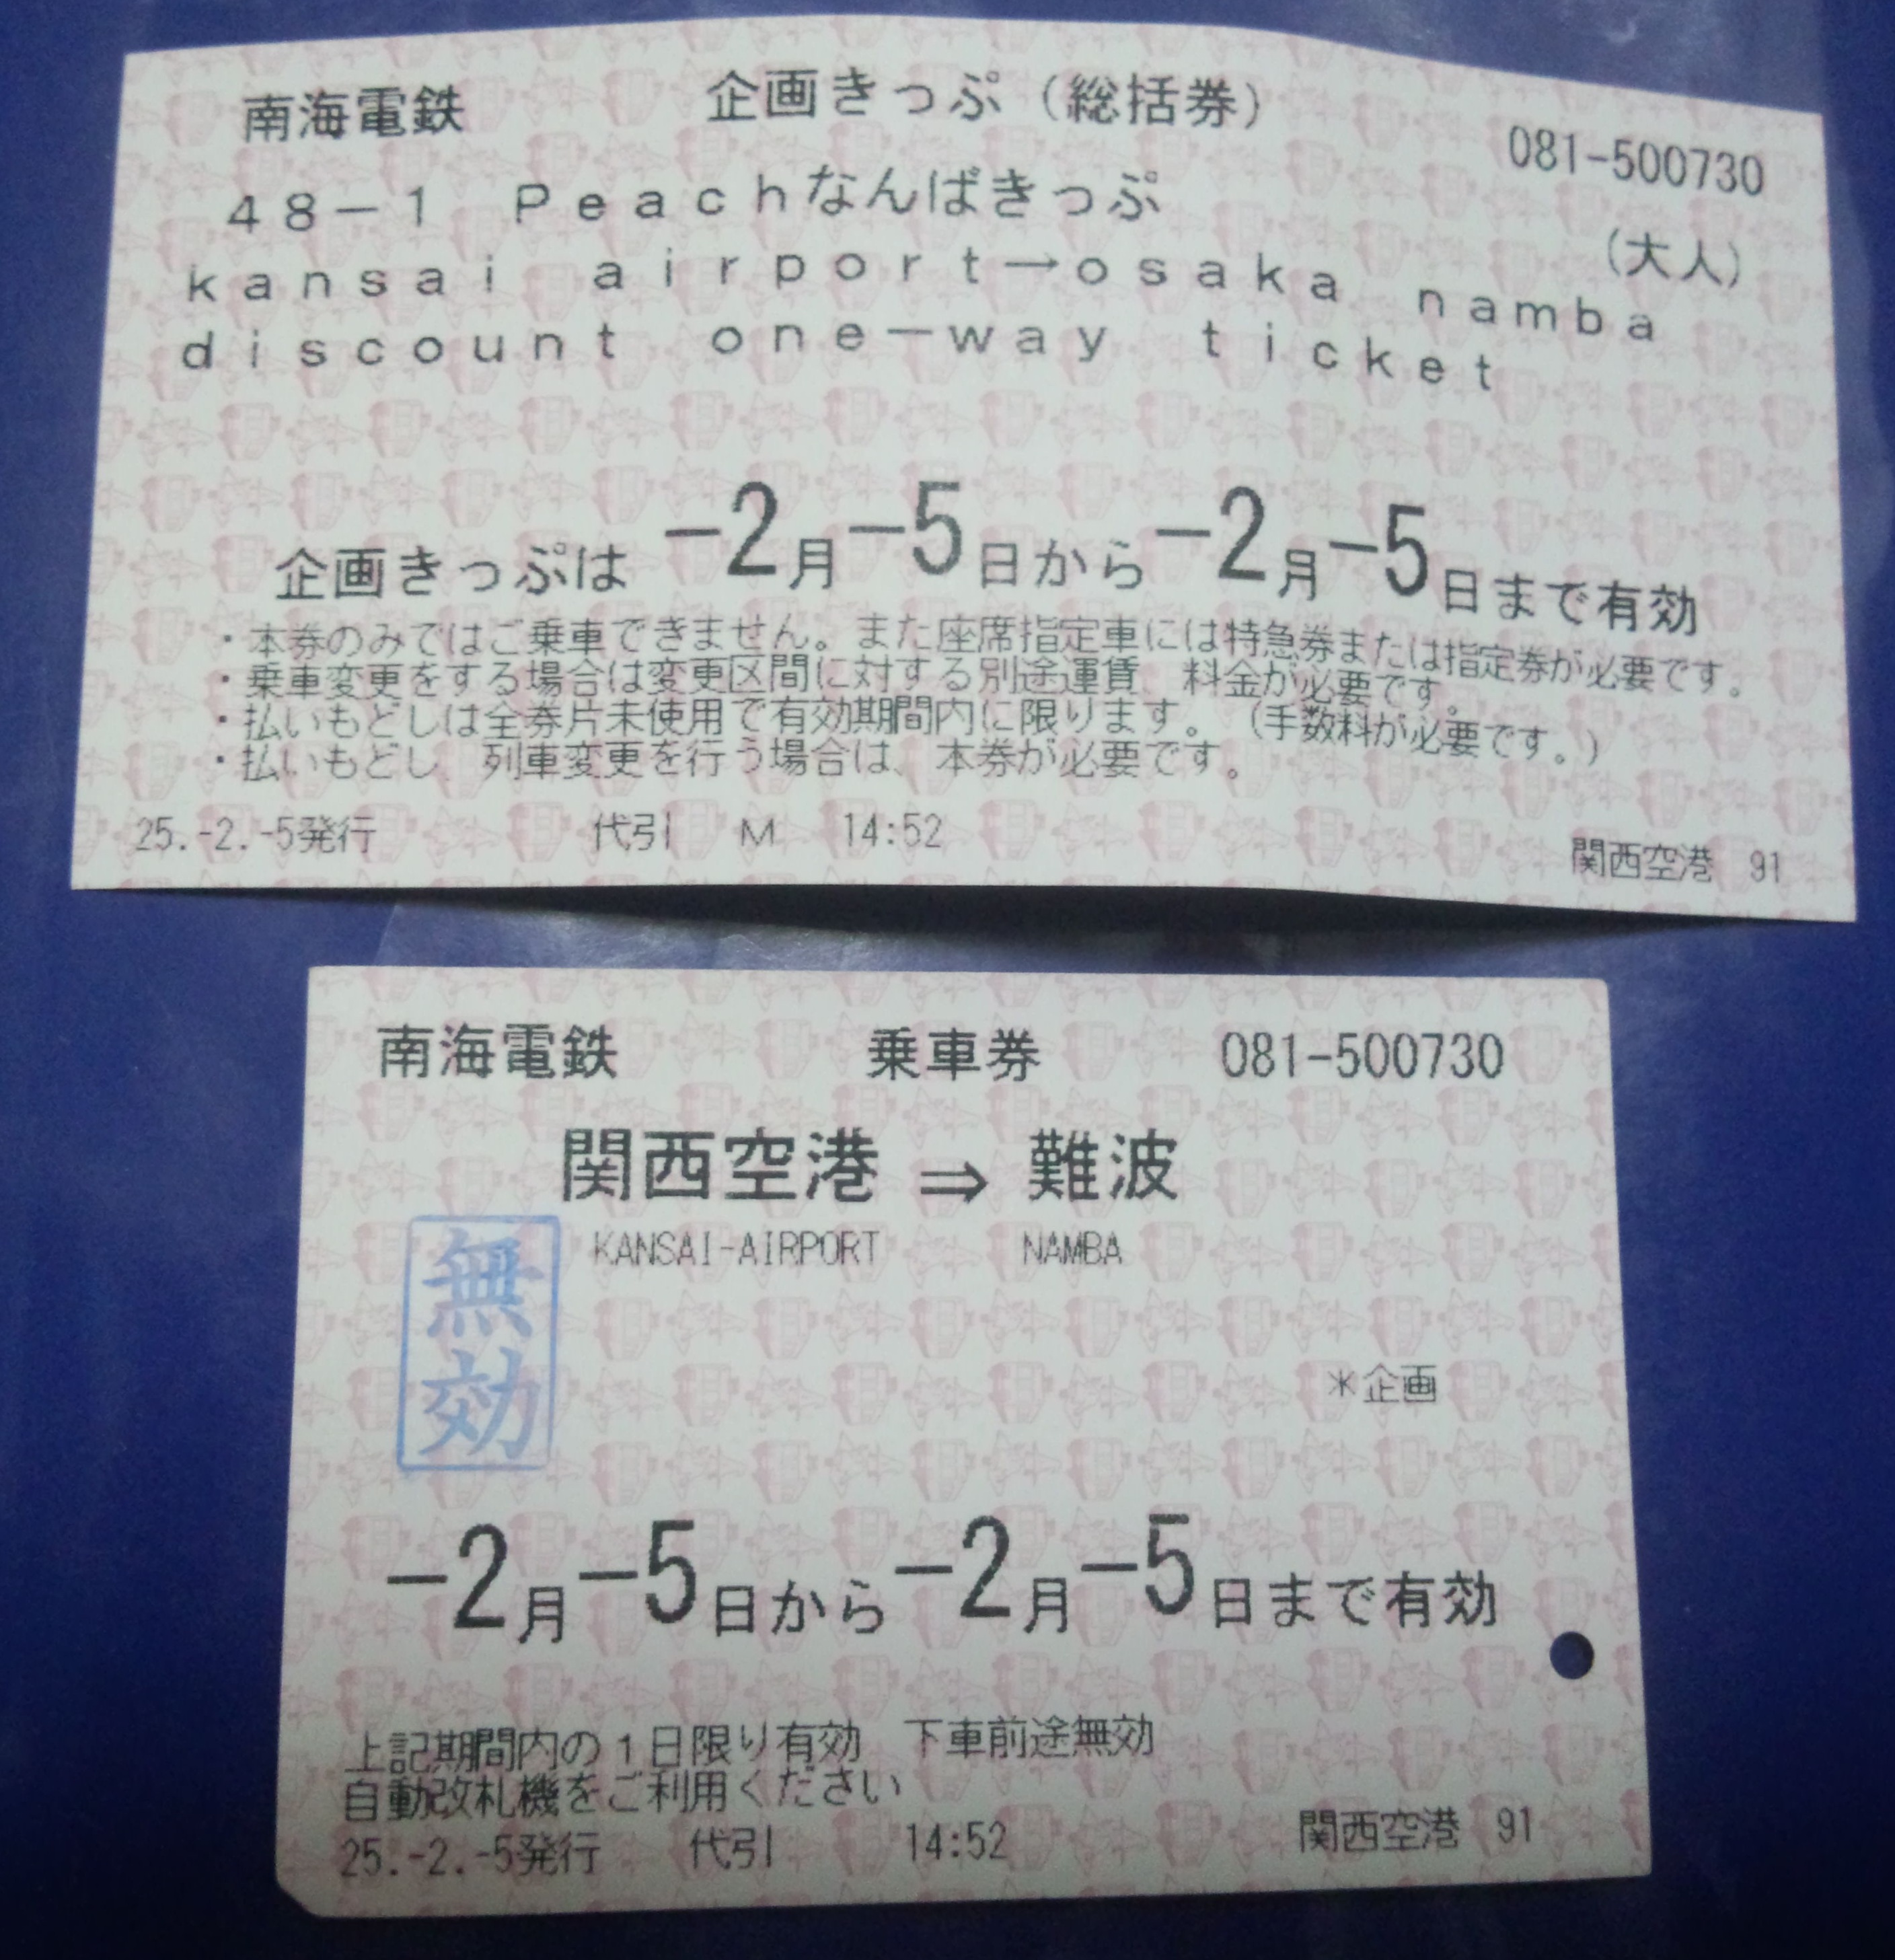 南海電鉄 企画きっぷ（総括券） 081-500730
48－1 Peachなんばきっぷ (大人)
kansai airport→osaka namba
discount one－way ticket
企画きっぷは -2月-5日から-2月-5日まで有効
・本券のみではご乗車できません。また座席指定車には特急券または指定券が必要です。
・乗車変更をする場合は変更区間に対する別途運賃 料金が必要です。
・払いもどしは全券片未使用で有効期間内に限ります。（手数料が必要です。）
・払いもどし 列車変更を行う場合は、本券が必要です。
25.-2.-5発行 代引 M 14:52 関西空港 91
南海電鉄 乗車券 081-500730
関西空港 ⇒ 難波
KANSAI-AIRPORT NAMBA
無効
＊企画
-2月-5日から-2月-5日まで有効
上記期間内の1日限り有効 下車前途無効
自動改札機をご利用ください
25.-2.-5発行 代引 14:52 関西空港 91